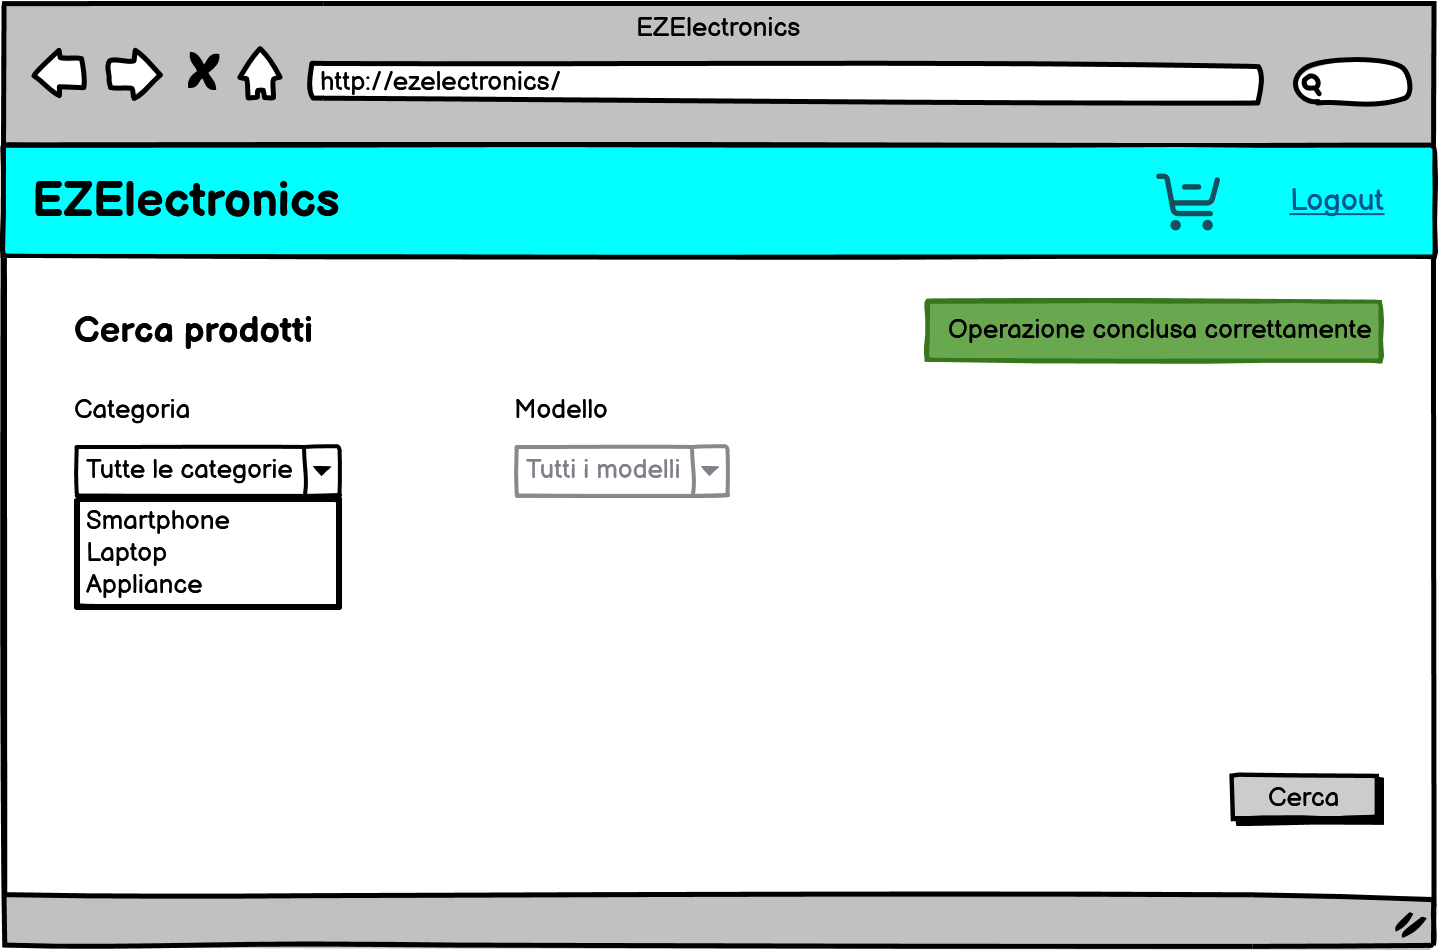 EZElectronics
http://ezelectronics/
EZElectronics
Logout
Cerca prodotti
Operazione conclusa correttamente
Categoria
Modello
Tutte le categorie
Tutti i modelli
Smartphone
Laptop
Appliance
Cerca